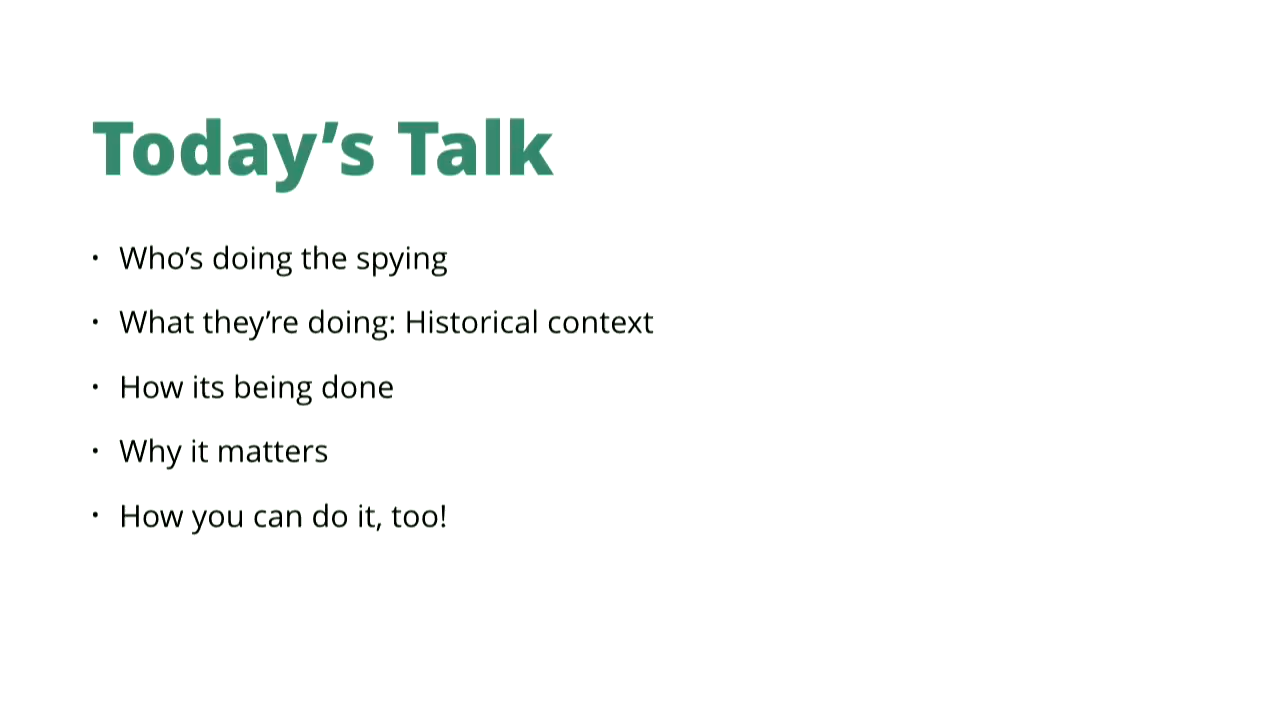 Today’s Talk
• Who’s doing the spying
• What they’re doing: Historical context
• How its being done
• Why it matters
• How you can do it, too!